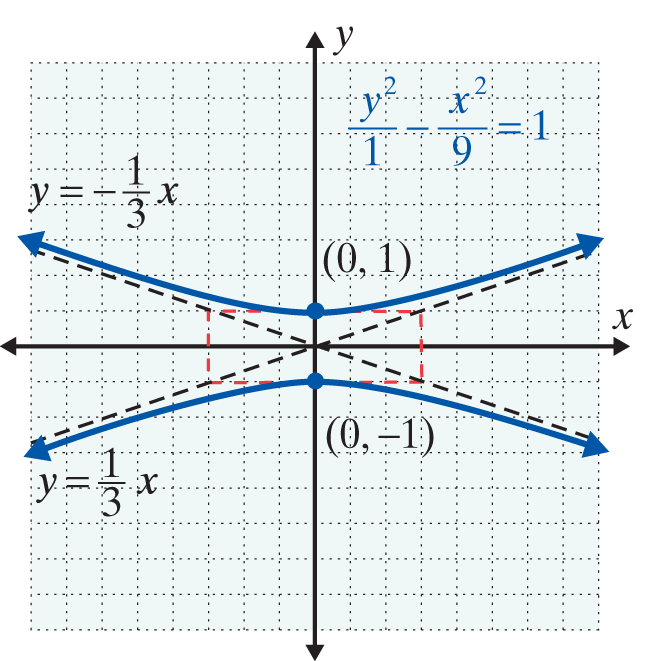 y
y²/1 − x²/9 = 1
y = −1/3 x
(0, 1)
x
(0, −1)
y = 1/3 x